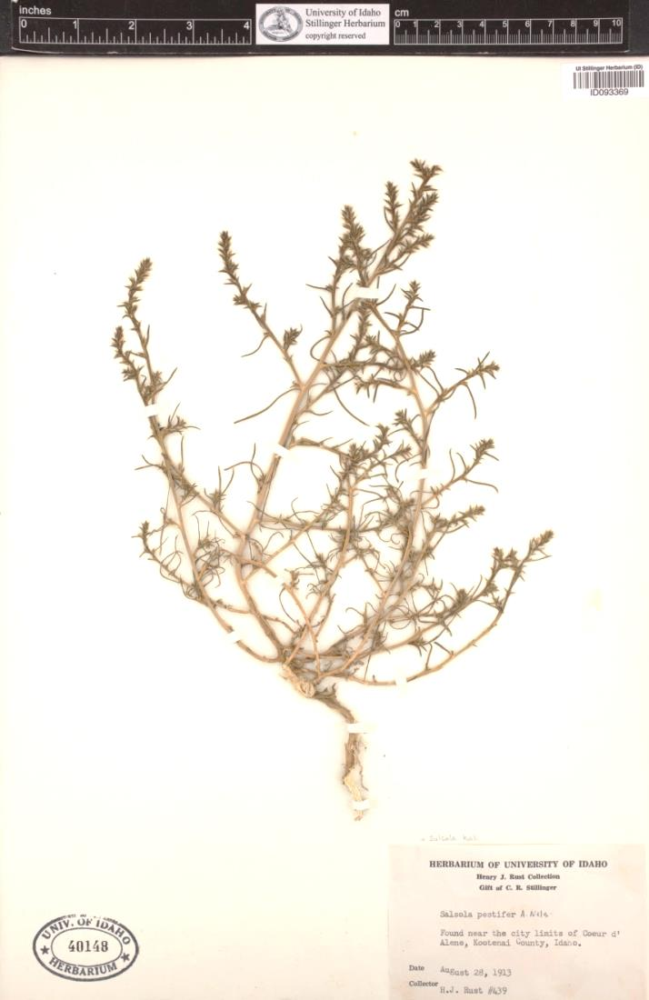 inches
0 1 2 3 4
University of Idaho
Stillinger Herbarium
copyright reserved
cm
0 1 2 3 4 5 6 7 8 9 10
UI Stillinger Herbarium (ID)
ID093369
= Salsola kali
HERBARIUM OF UNIVERSITY OF IDAHO
Henry J. Rust Collection
Gift of C. R. Stillinger
Salsola pestifer A. Nels.
Found near the city limits of Coeur d'
Alene, Kootenai County, Idaho.
Date August 28, 1913
Collector H.J. Rust #439
UNIV. OF IDAHO
40148
HERBARIUM